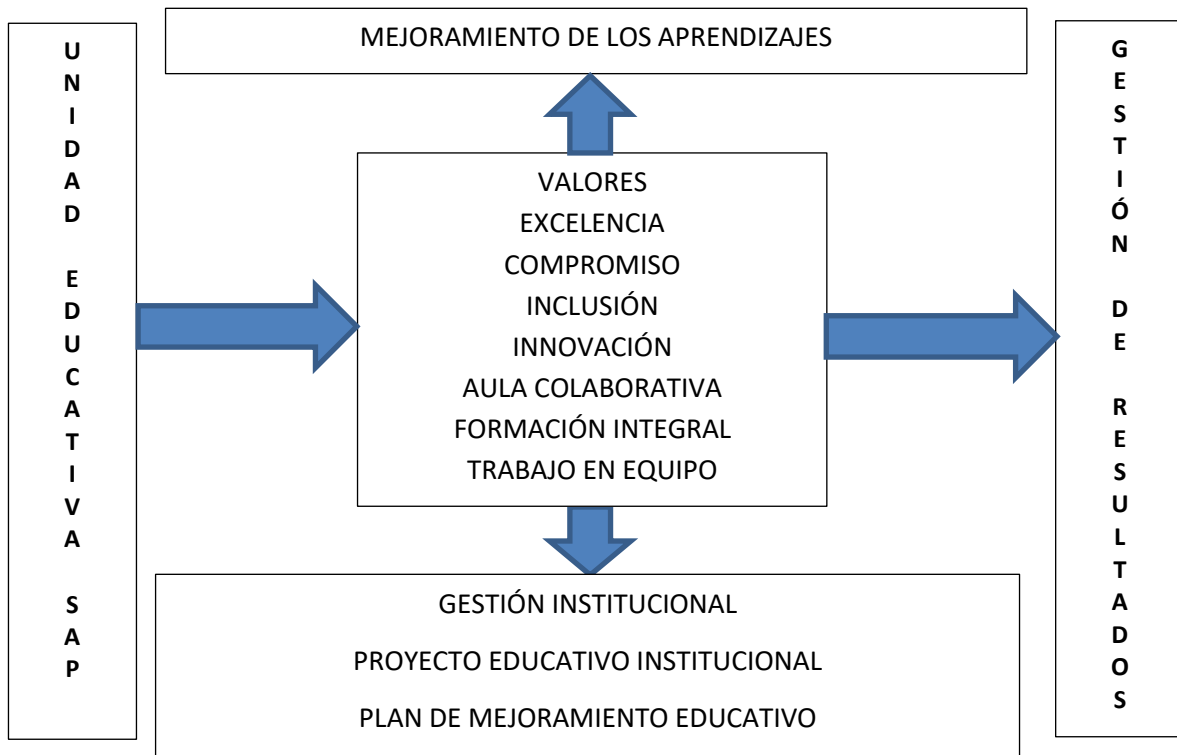 UNIDAD EDUCATIVA SAP
MEJORAMIENTO DE LOS APRENDIZAJES
VALORES
EXCELENCIA
COMPROMISO
INCLUSIÓN
INNOVACIÓN
AULA COLABORATIVA
FORMACIÓN INTEGRAL
TRABAJO EN EQUIPO
GESTIÓN INSTITUCIONAL
PROYECTO EDUCATIVO INSTITUCIONAL
PLAN DE MEJORAMIENTO EDUCATIVO
GESTIÓN DE RESULTADOS